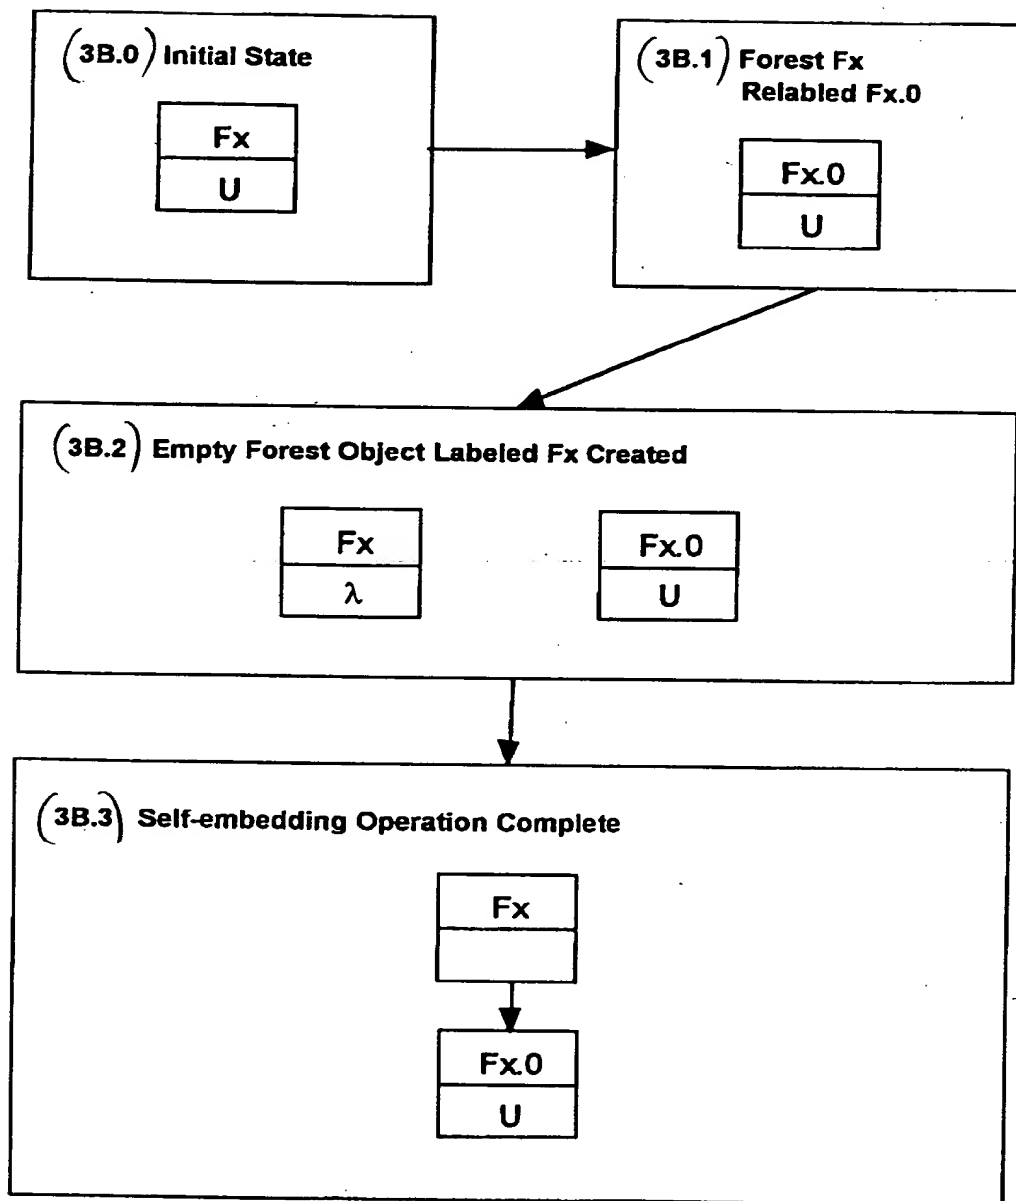 (3B.0) Initial State
Fx
U
(3B.1) Forest Fx
Relabled Fx.0
Fx.0
U
(3B.2) Empty Forest Object Labeled Fx Created
Fx
λ
Fx.0
U
(3B.3) Self-embedding Operation Complete
Fx
Fx.0
U